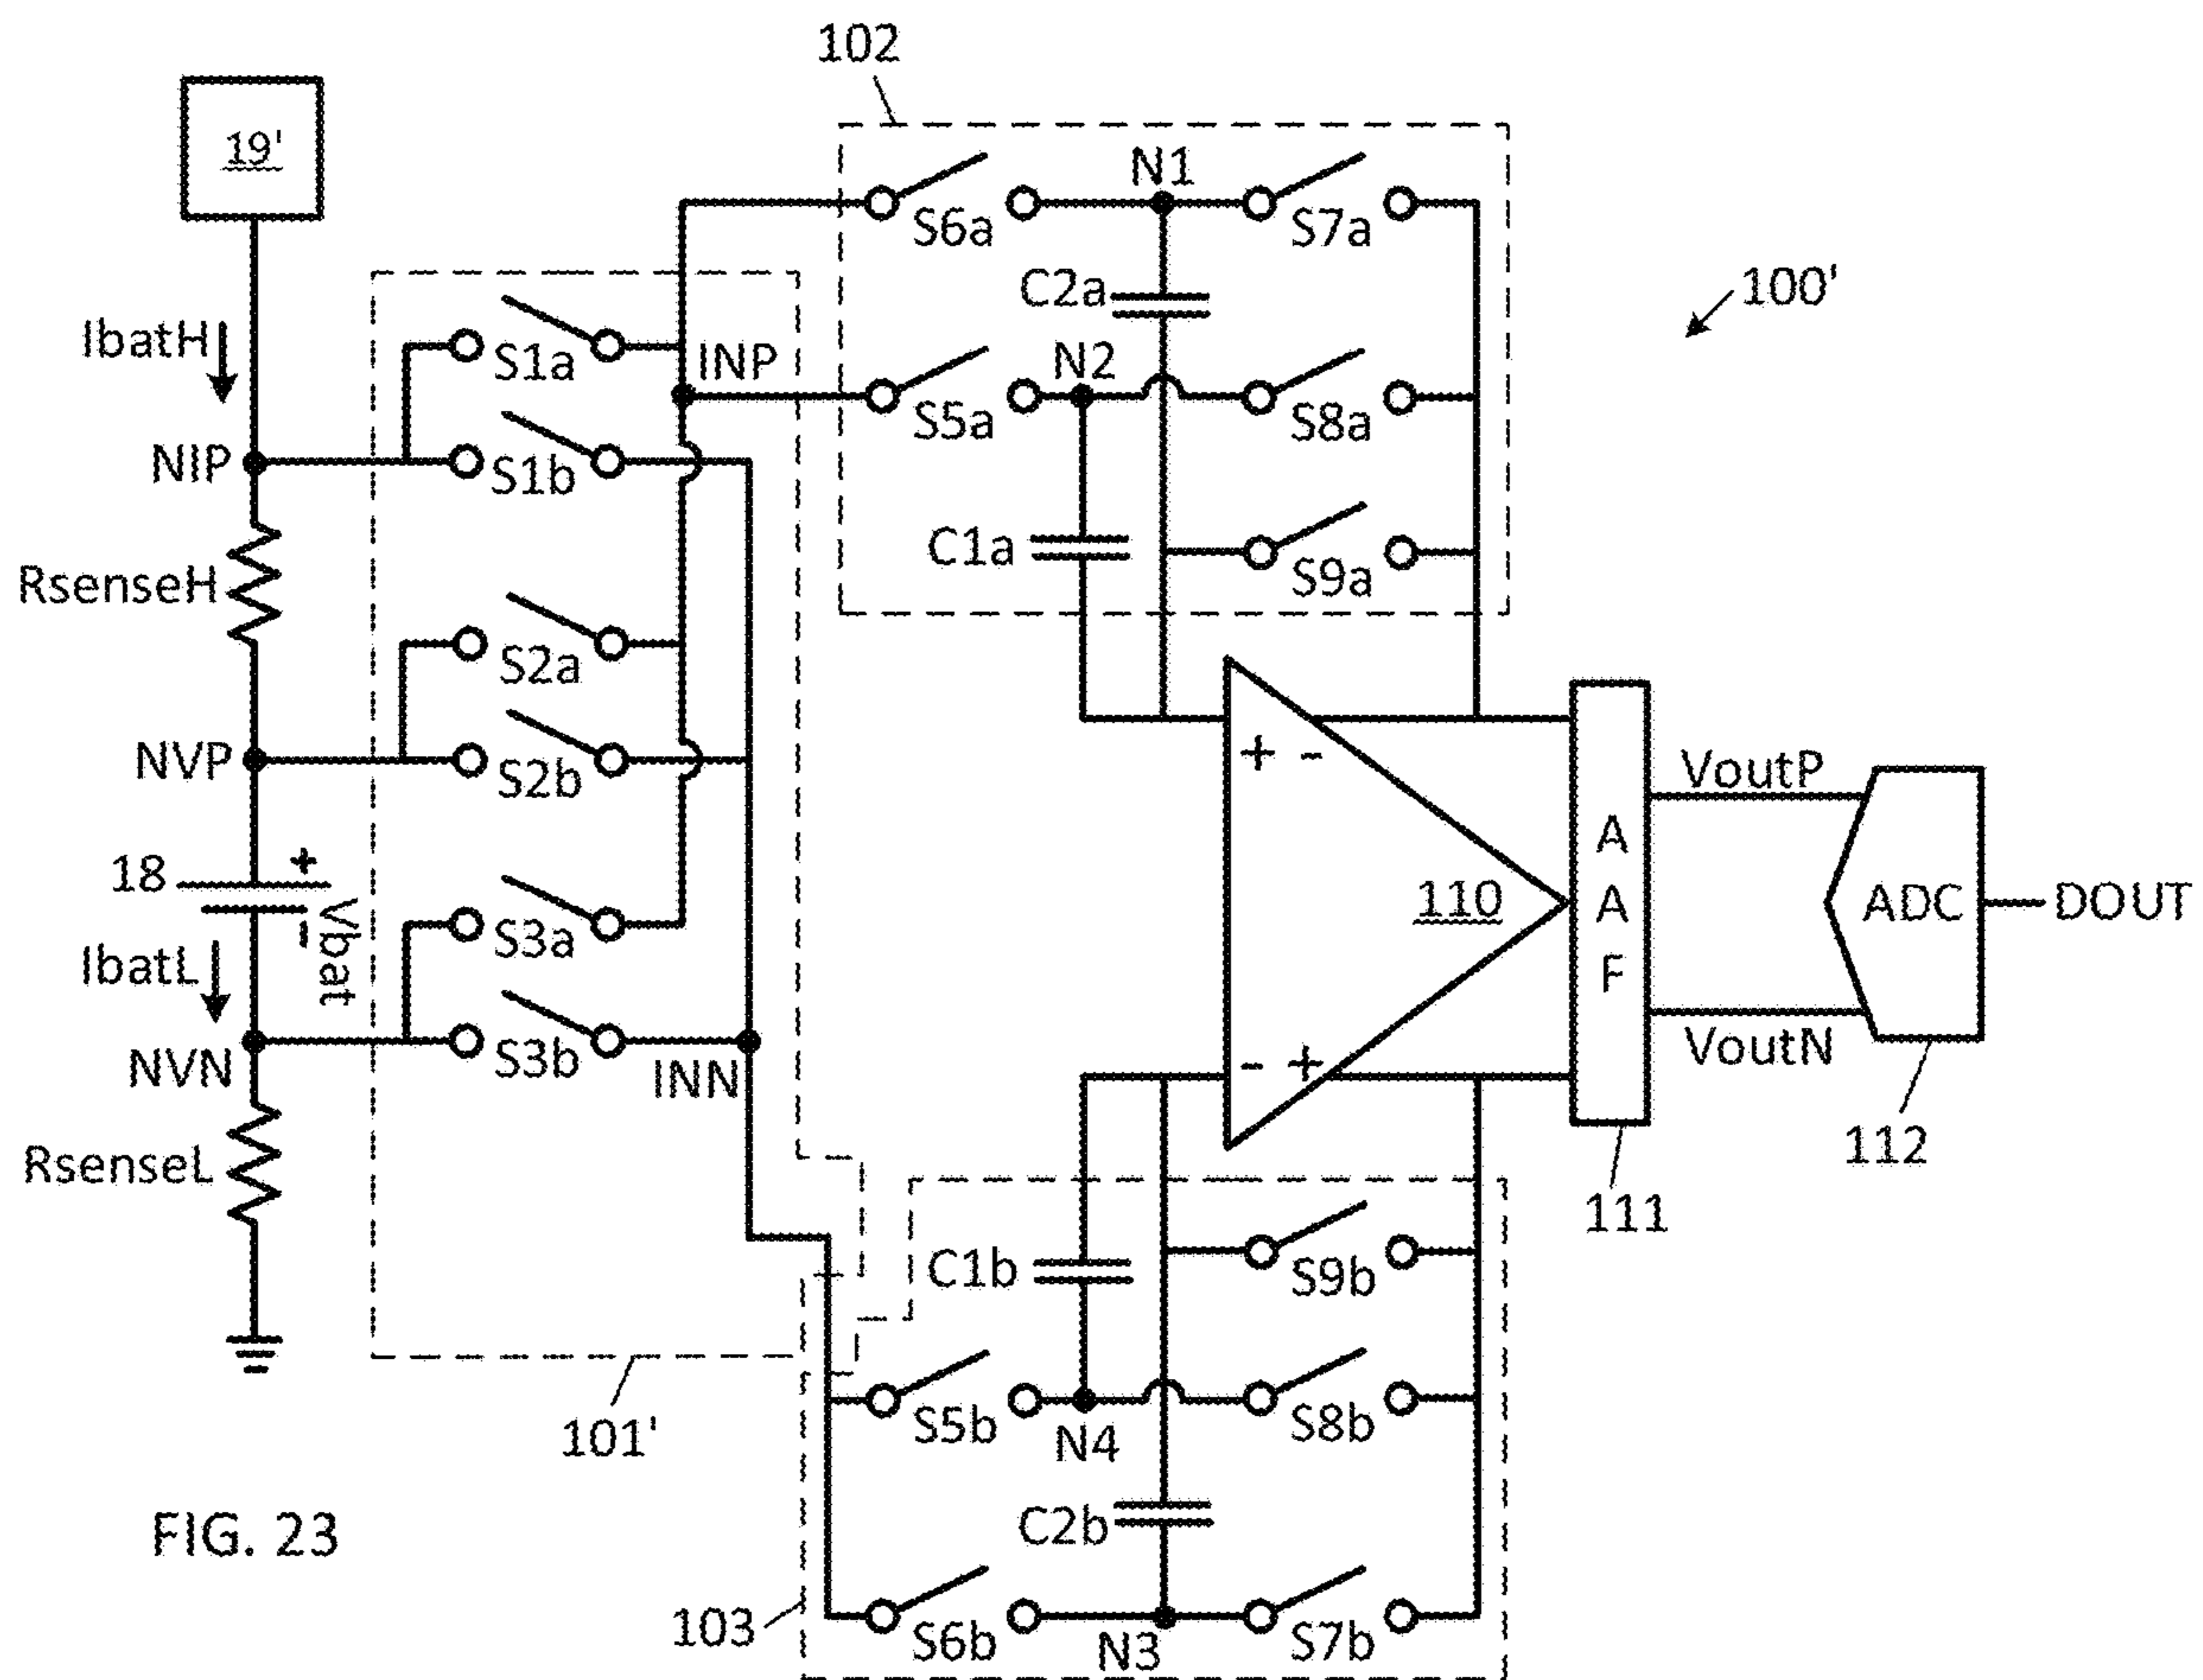 102
19'
N1
S6a
S7a
100'
C2a
IbatH
S1a
INP
N2
S5a
S8a
NIP
S1b
C1a
S9a
RsenseH
S2a
NVP
S2b
+ -
VoutP
18
+
Vbat
-
A
A
F
110
ADC
DOUT
S3a
IbatL
NVN
S3b
INN
- +
VoutN
112
RsenseL
111
C1b
S9b
101'
S5b
N4
S8b
FIG. 23
C2b
103
S6b
N3
S7b